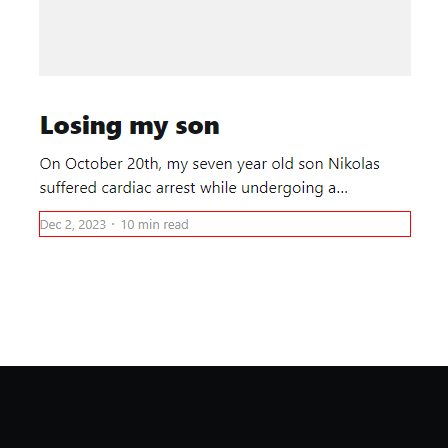 Losing my son
On October 20th, my seven year old son Nikolas
suffered cardiac arrest while undergoing a...
Dec 2, 2023 • 10 min read